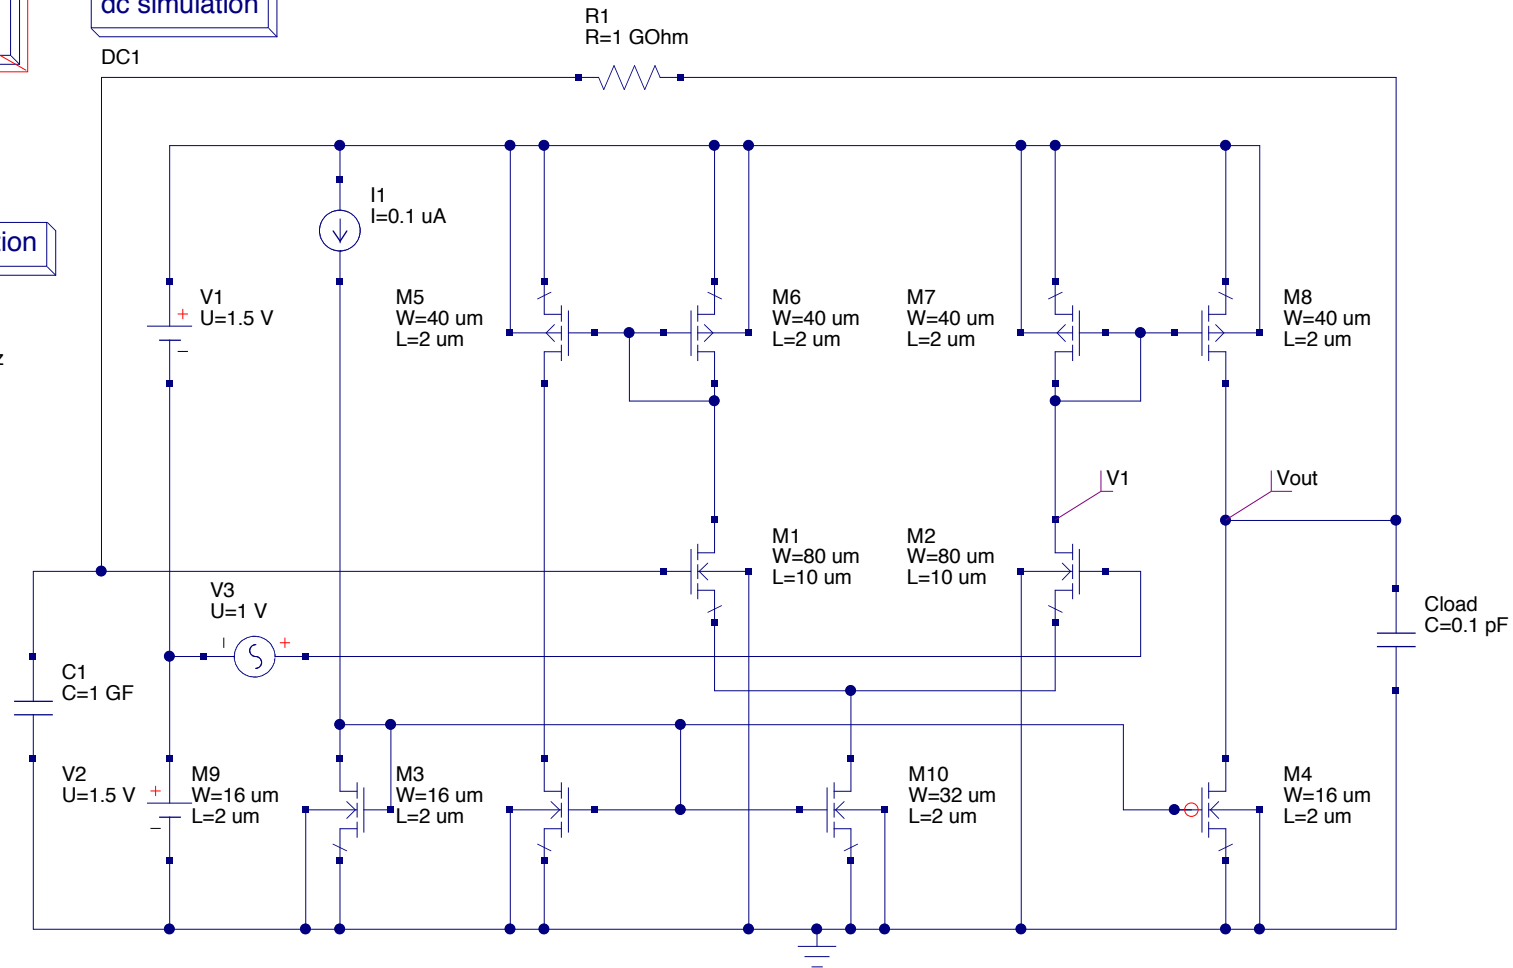 dc simulation
DC1
R1
R=1 GOhm
I1
I=0.1 uA
V1
U=1.5 V
M5
W=40 um
L=2 um
M6
W=40 um
L=2 um
M7
W=40 um
L=2 um
M8
W=40 um
L=2 um
V1
Vout
M1
W=80 um
L=10 um
M2
W=80 um
L=10 um
V3
U=1 V
C1
C=1 GF
Cload
C=0.1 pF
V2
U=1.5 V
M9
W=16 um
L=2 um
M3
W=16 um
L=2 um
M10
W=32 um
L=2 um
M4
W=16 um
L=2 um